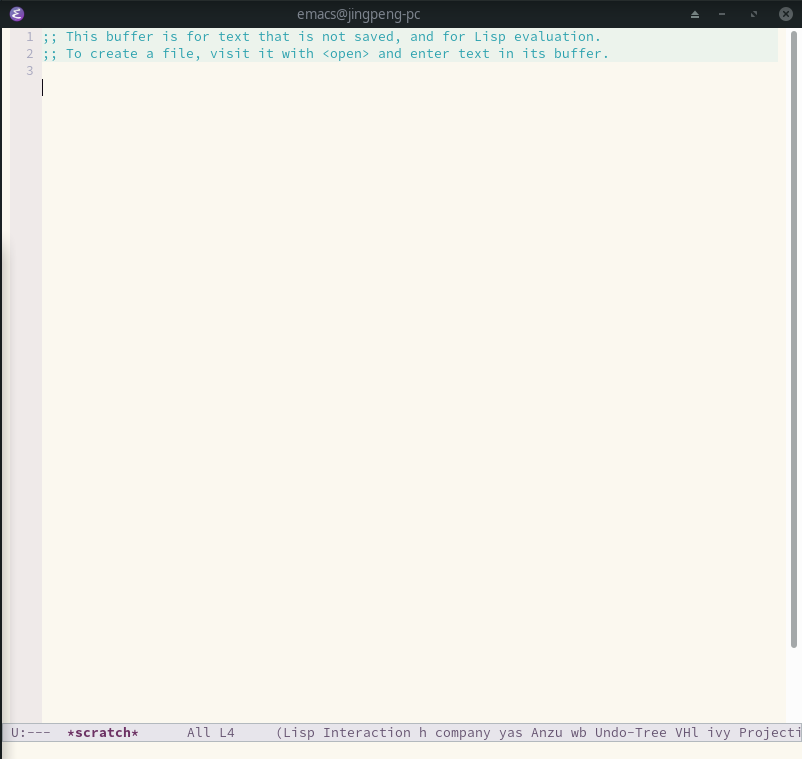 emacs@jingpeng-pc
1 ;; This buffer is for text that is not saved, and for Lisp evaluation.
2 ;; To create a file, visit it with <open> and enter text in its buffer.
3
U:--- *scratch* All L4 (Lisp Interaction h company yas Anzu wb Undo-Tree VHl ivy Projecti